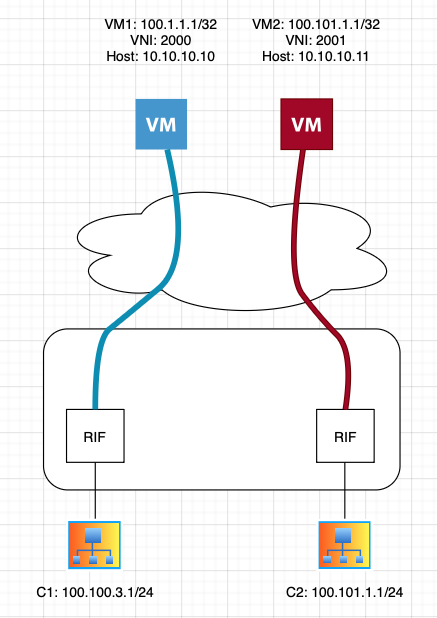 VM1: 100.1.1.1/32
VNI: 2000
Host: 10.10.10.10
VM2: 100.101.1.1/32
VNI: 2001
Host: 10.10.10.11
VM
VM
RIF
RIF
C1: 100.100.3.1/24
C2: 100.101.1.1/24